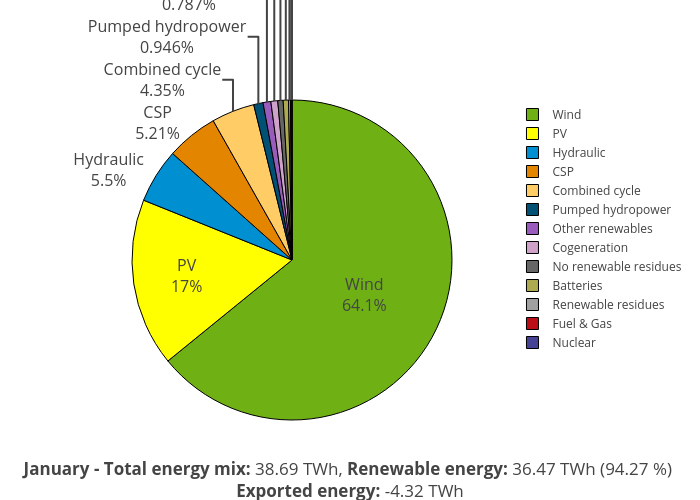 0.787%
Pumped hydropower
0.946%
Combined cycle
4.35%
CSP
5.21%
Hydraulic
5.5%
PV
17%
Wind
64.1%
Wind
PV
Hydraulic
CSP
Combined cycle
Pumped hydropower
Other renewables
Cogeneration
No renewable residues
Batteries
Renewable residues
Fuel & Gas
Nuclear
January - Total energy mix: 38.69 TWh, Renewable energy: 36.47 TWh (94.27 %)
Exported energy: -4.32 TWh